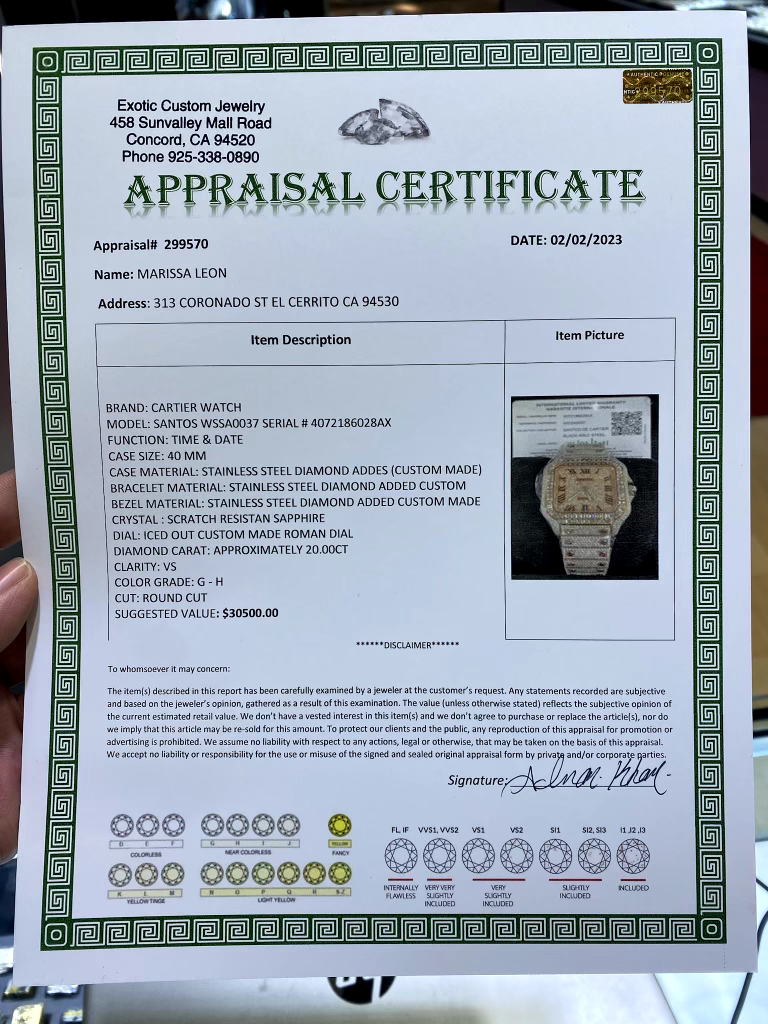 AUTHENTIC GENUINE
NTIC
09570
AUTHE
Exotic Custom Jewelry
458 Sunvalley Mall Road
Concord, CA 94520
Phone 925-338-0890
APPRAISAL CERTIFICATE
Appraisal# 299570
DATE: 02/02/2023
Name: MARISSA LEON
Address: 313 CORONADO ST EL CERRITO CA 94530
Item Description
Item Picture
BRAND: CARTIER WATCH
MODEL: SANTOS WSSA0037 SERIAL # 4072186028AX
FUNCTION: TIME & DATE
CASE SIZE: 40 MM
CASE MATERIAL: STAINLESS STEEL DIAMOND ADDES (CUSTOM MADE)
BRACELET MATERIAL: STAINLESS STEEL DIAMOND ADDED CUSTOM
BEZEL MATERIAL: STAINLESS STEEL DIAMOND ADDED CUSTOM MADE
CRYSTAL : SCRATCH RESISTAN SAPPHIRE
DIAL: ICED OUT CUSTOM MADE ROMAN DIAL
DIAMOND CARAT: APPROXIMATELY 20.00CT
CLARITY: VS
COLOR GRADE: G - H
CUT: ROUND CUT
SUGGESTED VALUE: $30500.00
INTERNATIONAL LIMITED WARRANTY
GARANTIE INTERNATIONALE
******DISCLAIMER******
To whomsoever it may concern:
The item(s) described in this report has been carefully examined by a jeweler at the customer's request. Any statements recorded are subjective
and based on the jeweler's opinion, gathered as a result of this examination. The value (unless otherwise stated) reflects the subjective opinion of
the current estimated retail value. We don't have a vested interest in this item(s) and we don't agree to purchase or replace the article(s), nor do
we imply that this article may be re-sold for this amount. To protect our clients and the public, any reproduction of this appraisal for promotion or
advertising is prohibited. We assume no liability with respect to any actions, legal or otherwise, that may be taken on the basis of this appraisal.
We accept no liability or responsibility for the use or misuse of the signed and sealed original appraisal form by private and/or corporate parties.
Signature: Adnan Khan
D E F
COLORLESS
G H I J
NEAR COLORLESS
YELLOW
FANCY
K L M
YELLOW TINGE
N O P Q R S-Z
LIGHT YELLOW
FL, IF VVS1, VVS2 VS1 VS2 SI1 SI2, SI3 I1 ,I2 ,I3
INTERNALLY
FLAWLESS
VERY VERY
SLIGHTLY
INCLUDED
VERY
SLIGHTLY
INCLUDED
SLIGHTLY
INCLUDED
INCLUDED